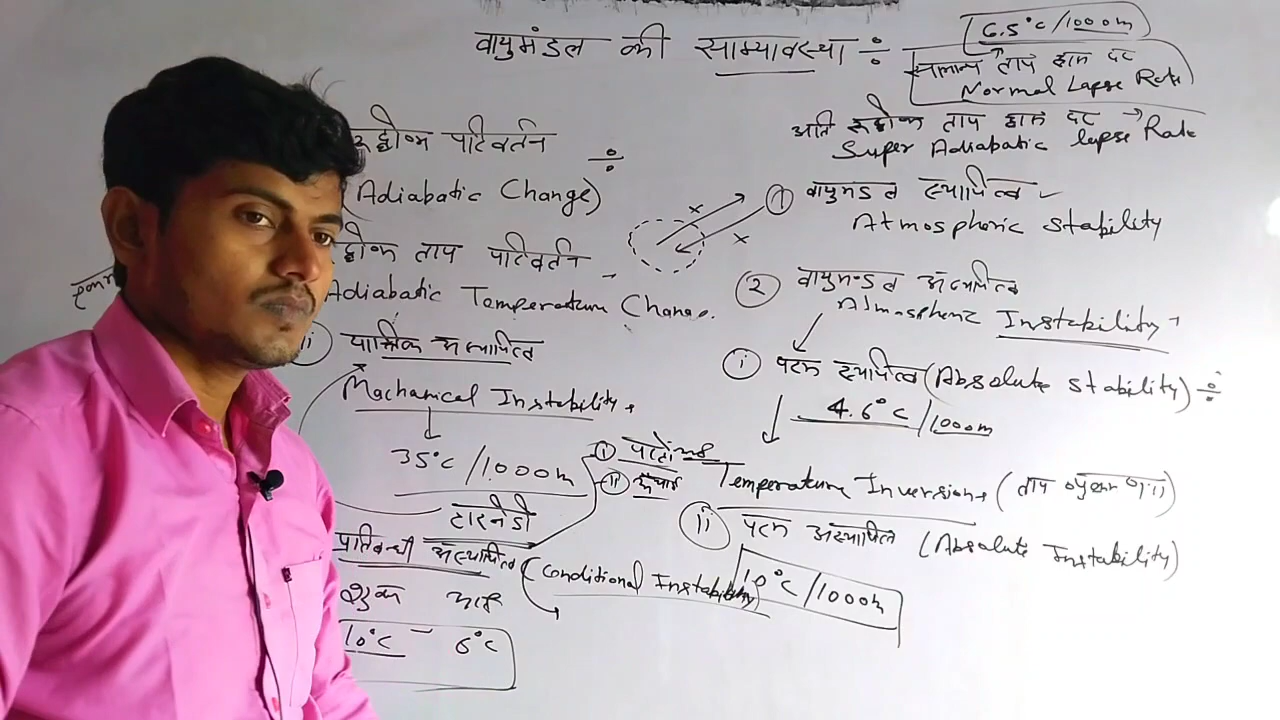 वायुमंडल की साम्यावस्था ÷
6.5°C/1000m
सामान्य ताप ह्रास दर
Normal Lapse Rate
रूद्धोष्म परिवर्तन ÷
(Adiabatic Change)
द्धोष्म ताप परिवर्तन
Adiabatic Temperature Change.
iii) यान्त्रिक अस्थायित्व
Machanical Instability.
35°C/1000m
टारनेडो
प्रतिबन्धी अस्थायित्व (Conditional Instability)
शुष्क आर्द्र
10°C – 6°C
अति रूद्धोष्म ताप ह्रास दर →
Super Adiabatic lapse Rate
① वायुमंडल स्थायित्व
Atmospheric Stability
② वायुमण्डल अस्थायित्व
Atmospheric Instability
i परम स्थायित्व (Absolute Stability) ÷
4.6°C/1000m
Temperature Inversion, (ताप
ii परम अस्थायित्व (Absolute Instability)
10°C/1000m